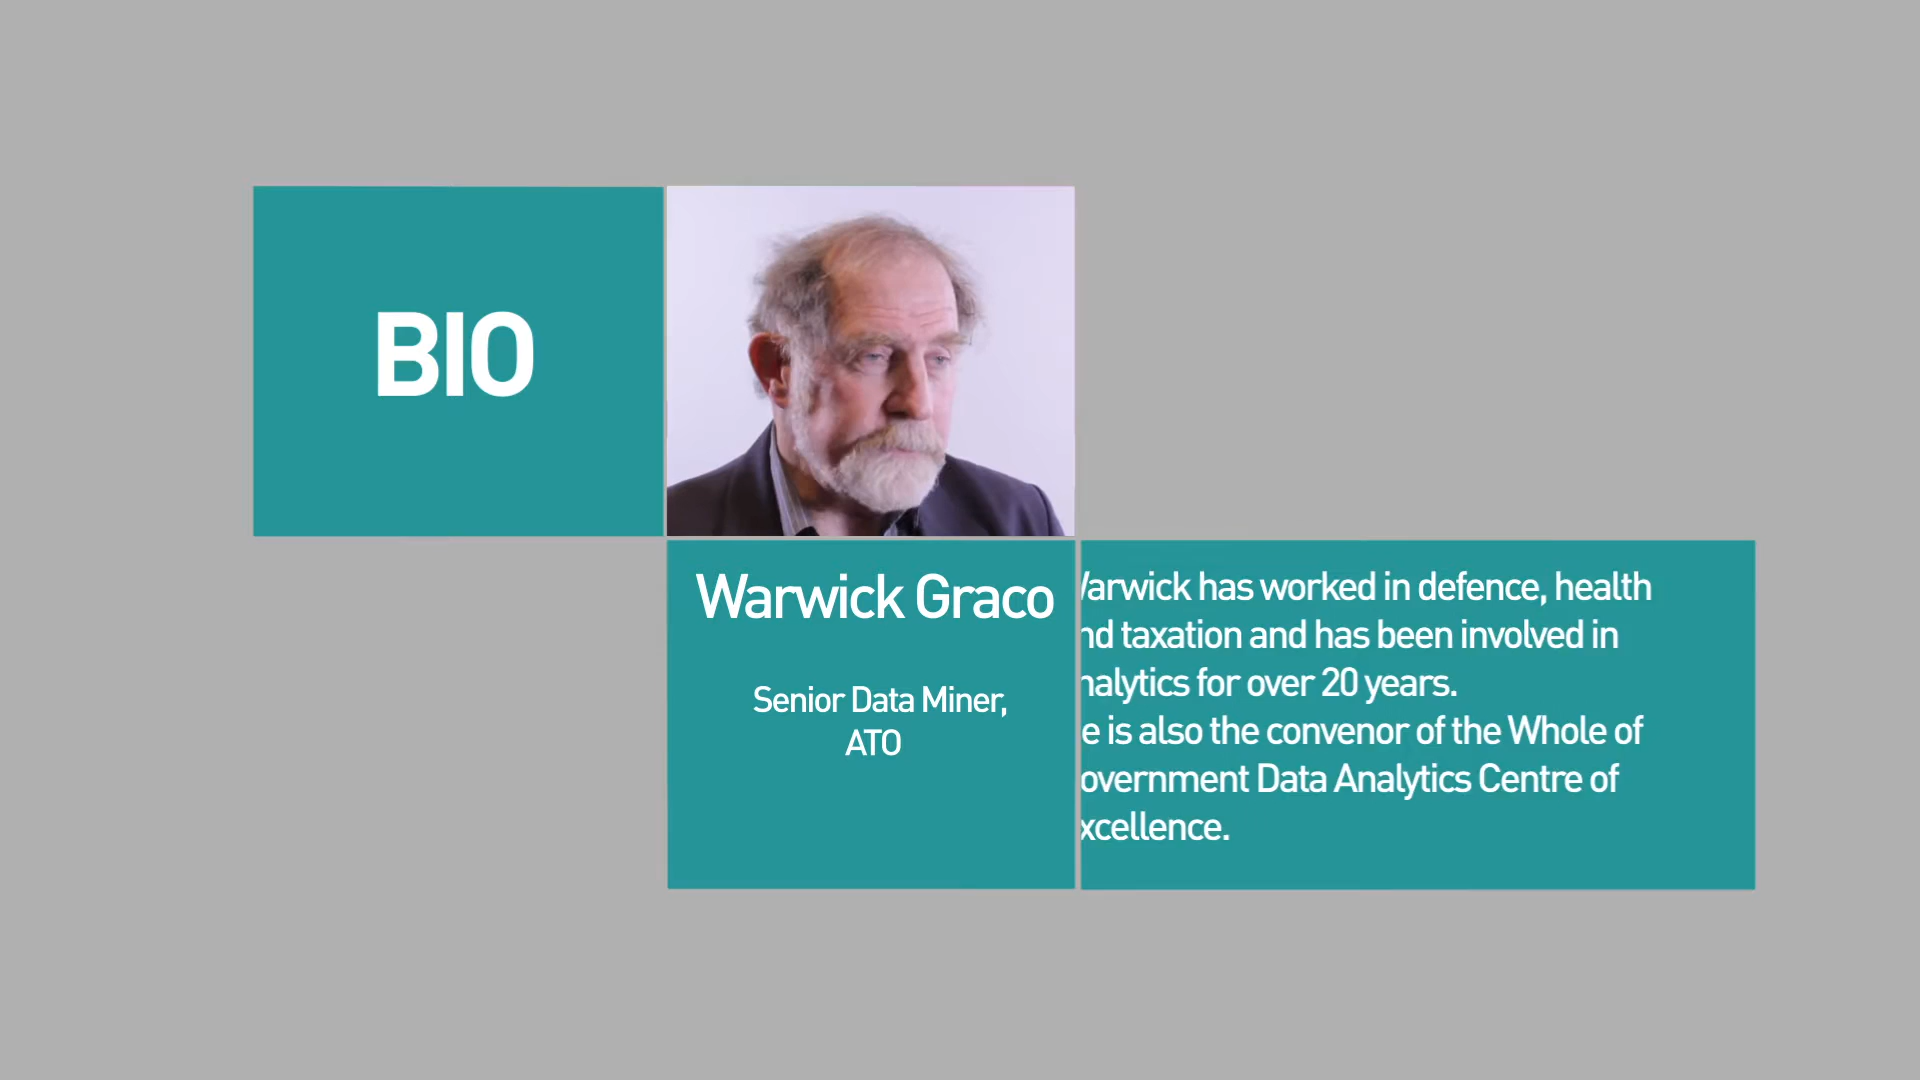 BIO
Warwick Graco
Senior Data Miner,
ATO
arwick has worked in defence, health
nd taxation and has been involved in
nalytics for over 20 years.
e is also the convenor of the Whole of
overnment Data Analytics Centre of
xcellence.